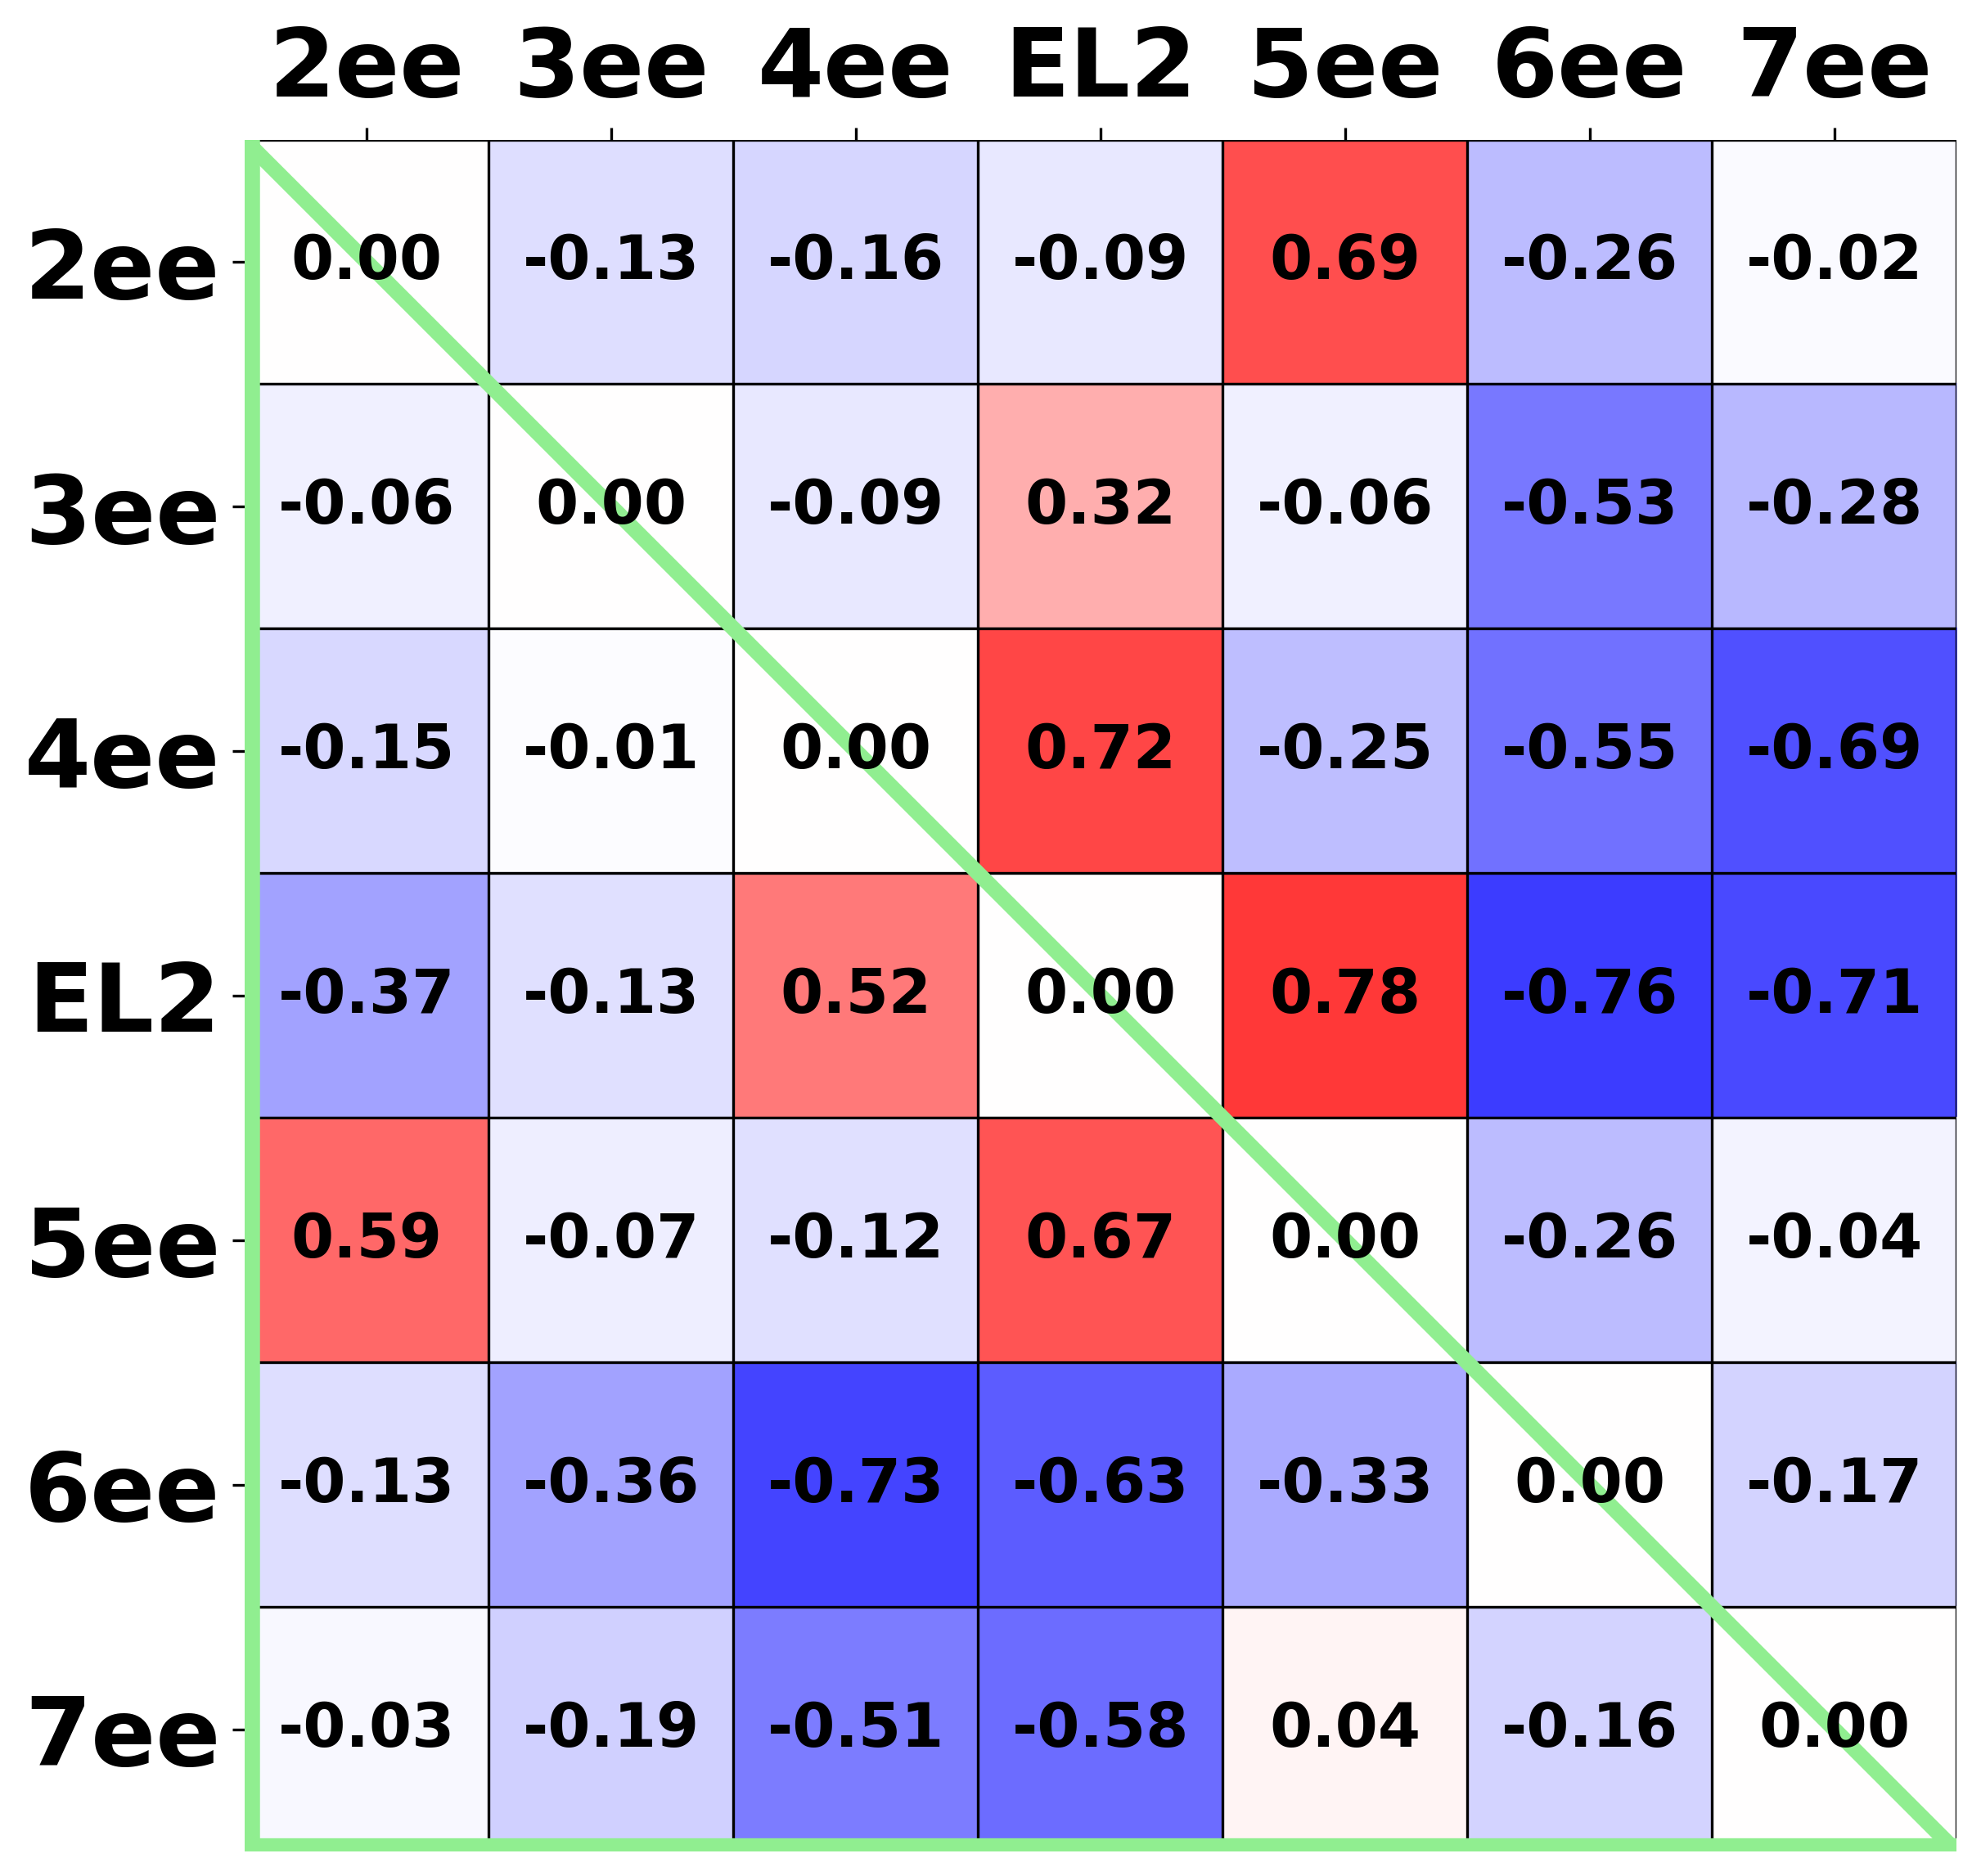 2ee 3ee 4ee EL2 5ee 6ee 7ee
2ee 0.00 -0.13 -0.16 -0.09 0.69 -0.26 -0.02
3ee -0.06 0.00 -0.09 0.32 -0.06 -0.53 -0.28
4ee -0.15 -0.01 0.00 0.72 -0.25 -0.55 -0.69
EL2 -0.37 -0.13 0.52 0.00 0.78 -0.76 -0.71
5ee 0.59 -0.07 -0.12 0.67 0.00 -0.26 -0.04
6ee -0.13 -0.36 -0.73 -0.63 -0.33 0.00 -0.17
7ee -0.03 -0.19 -0.51 -0.58 0.04 -0.16 0.00